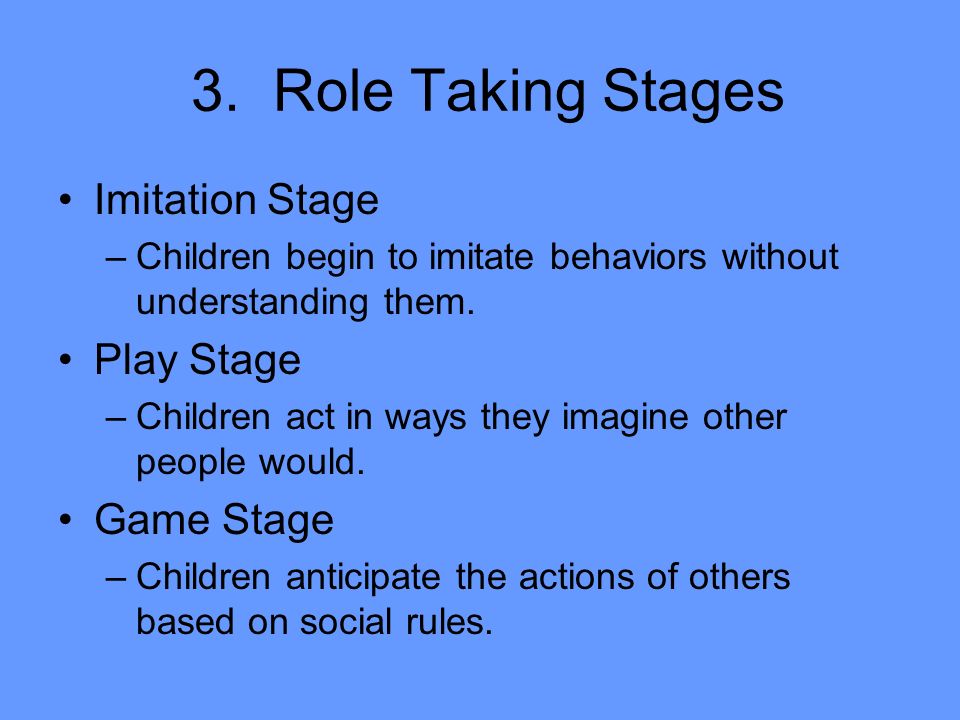 3. Role Taking Stages
• Imitation Stage
–Children begin to imitate behaviors without
understanding them.
• Play Stage
–Children act in ways they imagine other
people would.
• Game Stage
–Children anticipate the actions of others
based on social rules.